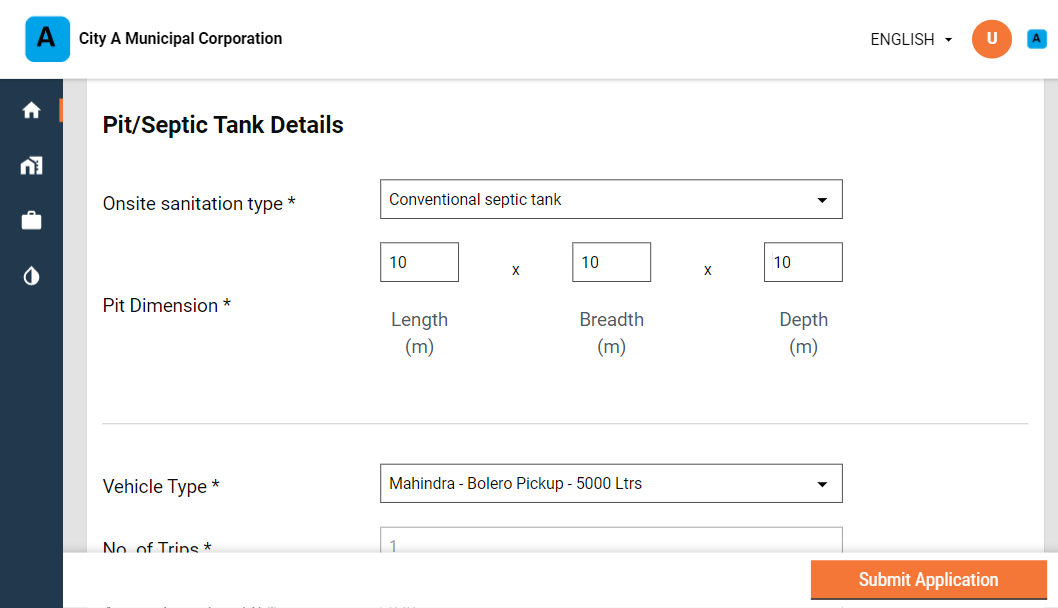 A City A Municipal Corporation ENGLISH U A
Pit/Septic Tank Details
Onsite sanitation type * Conventional septic tank
10 x 10 x 10
Pit Dimension *
Length Breadth Depth
(m) (m) (m)
Vehicle Type * Mahindra - Bolero Pickup - 5000 Ltrs
No. of Trips * 1
Submit Application